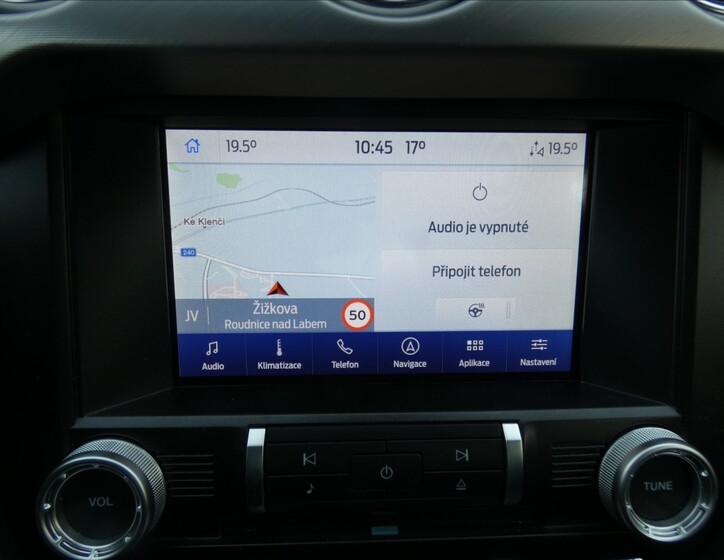 19.5° 10:45 17° 19.5°
Ke Klenči
240
Audio je vypnuté
Připojit telefon
JV Žižkova 50
Roudnice nad Labem
Audio Klimatizace Telefon Navigace Aplikace Nastavení
VOL TUNE